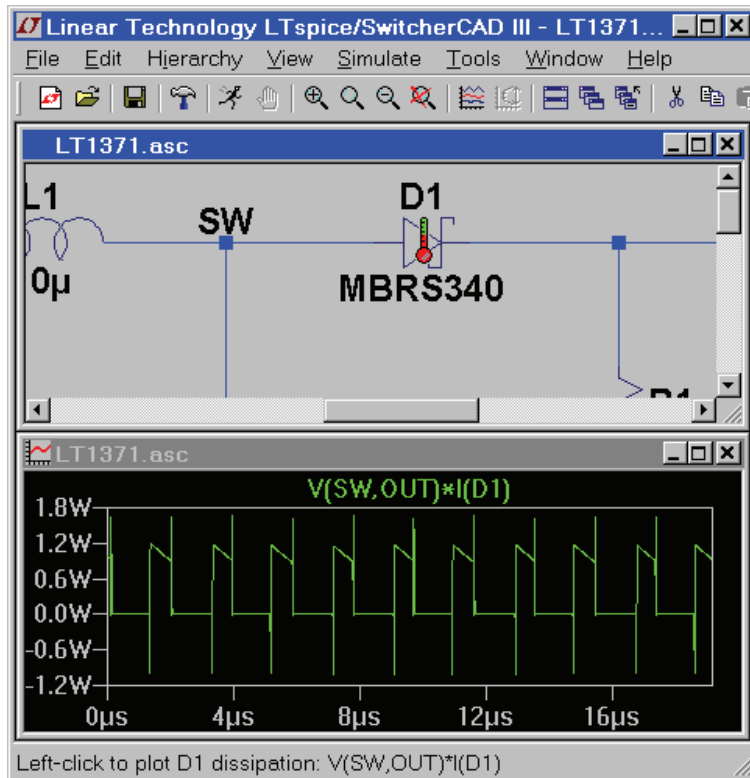 Linear Technology LTspice/SwitcherCAD III - LT1371...
File Edit Hierarchy View Simulate Tools Window Help
LT1371.asc
L1
SW
D1
0µ
MBRS340
LT1371.asc
V(SW,OUT)*I(D1)
1.8W
1.2W
0.6W
0.0W
-0.6W
-1.2W
0µs 4µs 8µs 12µs 16µs
Left-click to plot D1 dissipation: V(SW,OUT)*I(D1)